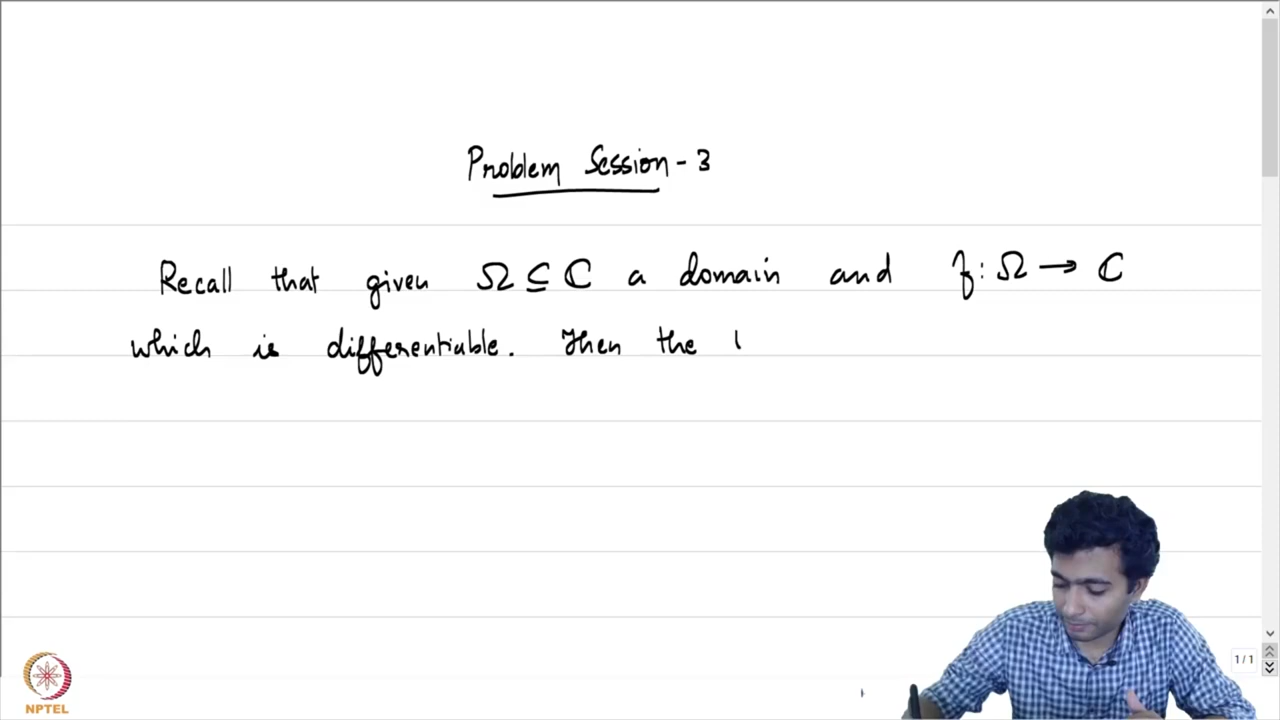 Problem Session - 3
Recall that given Ω ⊆ ℂ a domain and f: Ω → ℂ
which is differentiable. Then the
1 / 1
NPTEL